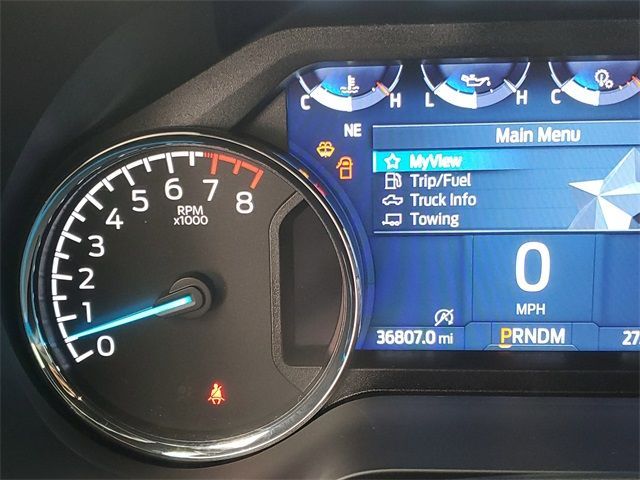 C H L H C
NE
Main Menu
MyView
Trip/Fuel
Truck Info
Towing
0
MPH
36807.0 mi
PRNDM
27
0 1 2 3 4 5 6 7 8
RPM
x1000